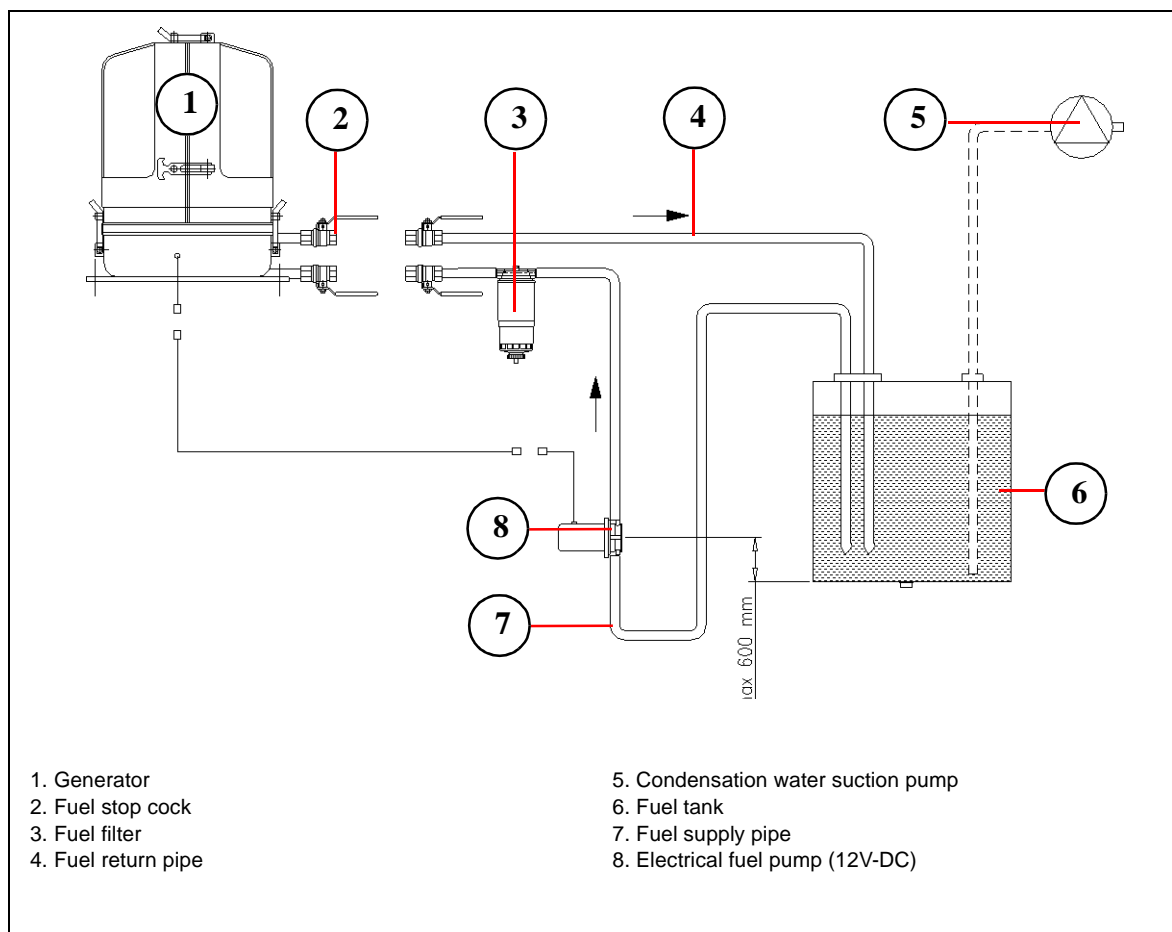 1
2
3
4
5
6
8
7
600 mm
1. Generator
2. Fuel stop cock
3. Fuel filter
4. Fuel return pipe
5. Condensation water suction pump
6. Fuel tank
7. Fuel supply pipe
8. Electrical fuel pump (12V-DC)